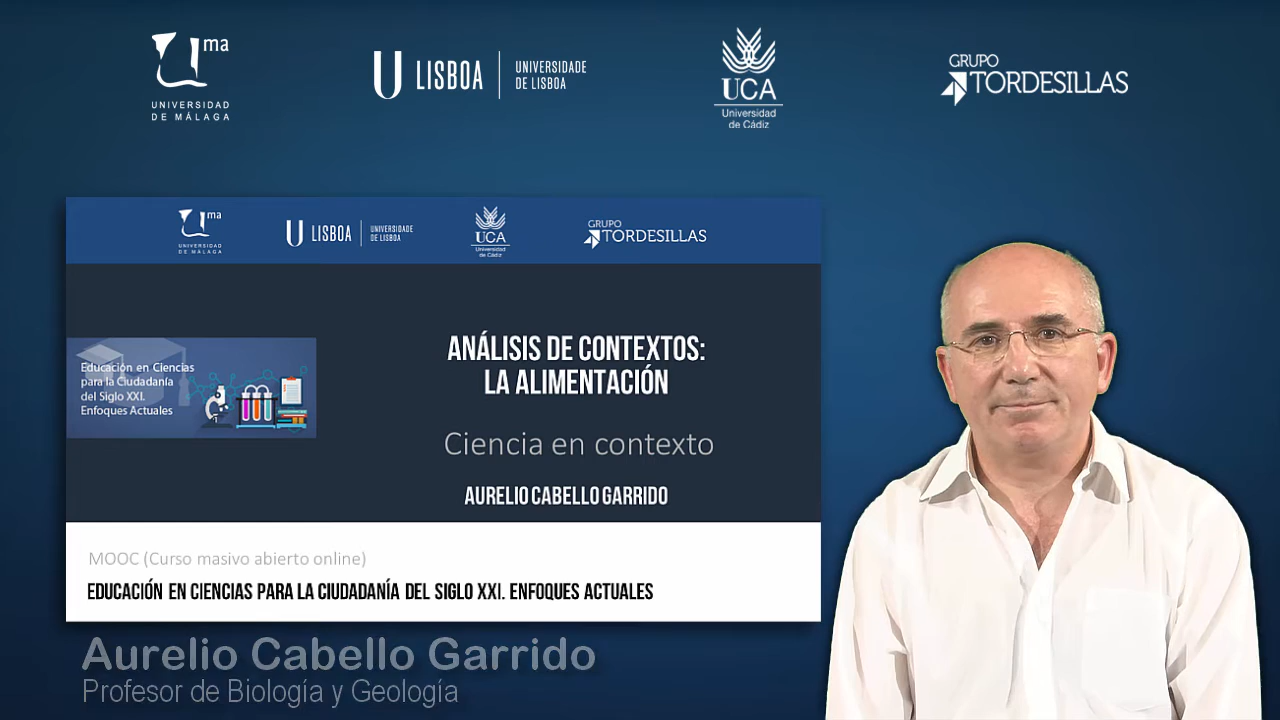 uma
UNIVERSIDAD
DE MÁLAGA
U LISBOA
UNIVERSIDADE
DE LISBOA
UCA
Universidad
de Cádiz
GRUPO
TORDESILLAS
uma
UNIVERSIDAD
DE MÁLAGA
U LISBOA
UNIVERSIDADE
DE LISBOA
UCA
Universidad
de Cádiz
GRUPO
TORDESILLAS
Educación en Ciencias
para la Ciudadanía
del Siglo XXI.
Enfoques Actuales
ANÁLISIS DE CONTEXTOS:
LA ALIMENTACIÓN
Ciencia en contexto
AURELIO CABELLO GARRIDO
MOOC (Curso masivo abierto online)
EDUCACIÓN EN CIENCIAS PARA LA CIUDADANÍA DEL SIGLO XXI. ENFOQUES ACTUALES
Aurelio Cabello Garrido
Profesor de Biología y Geología